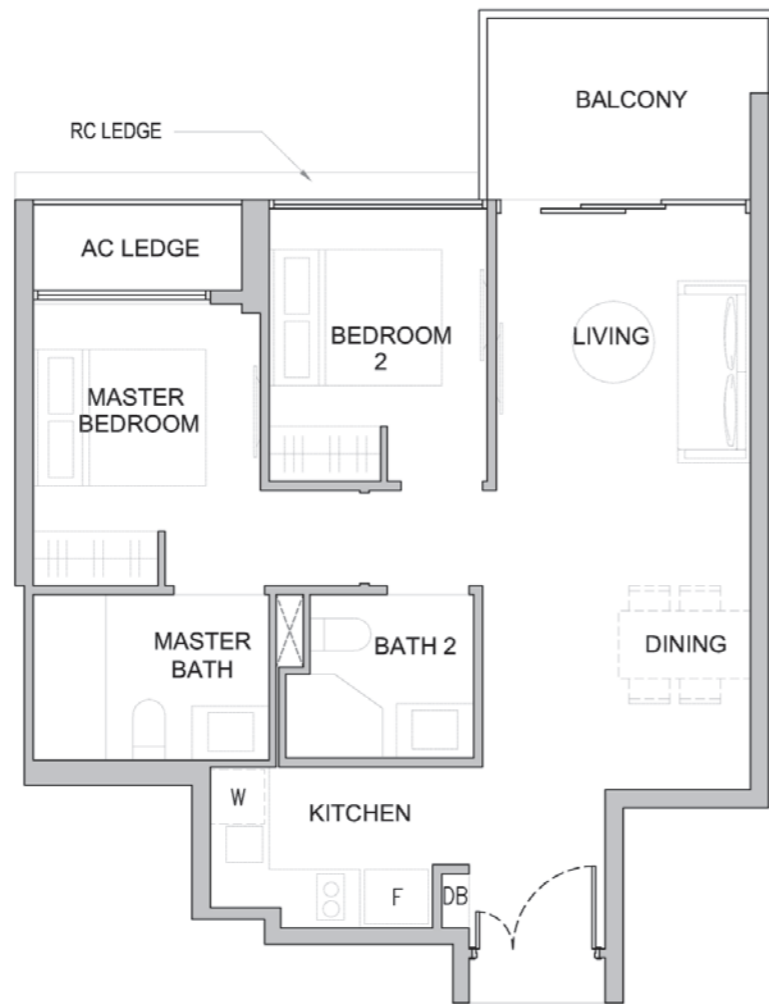 BALCONY
RC LEDGE
AC LEDGE
BEDROOM
2
LIVING
MASTER
BEDROOM
MASTER
BATH
BATH 2
DINING
W
KITCHEN
F
DB